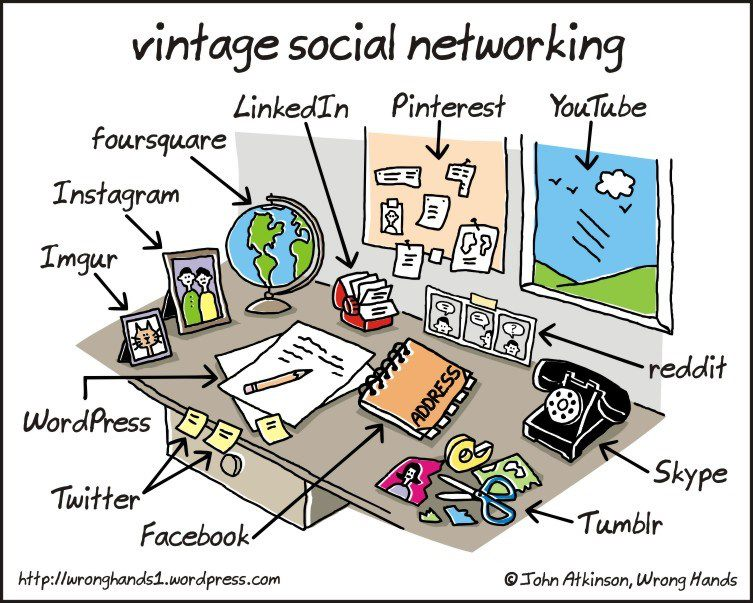 vintage social networking
LinkedIn
Pinterest
YouTube
foursquare
Instagram
Imgur
reddit
ADDRESS
WordPress
Skype
Twitter
Facebook
Tumblr
http://wronghands1.wordpress.com
© John Atkinson, Wrong Hands
? ?